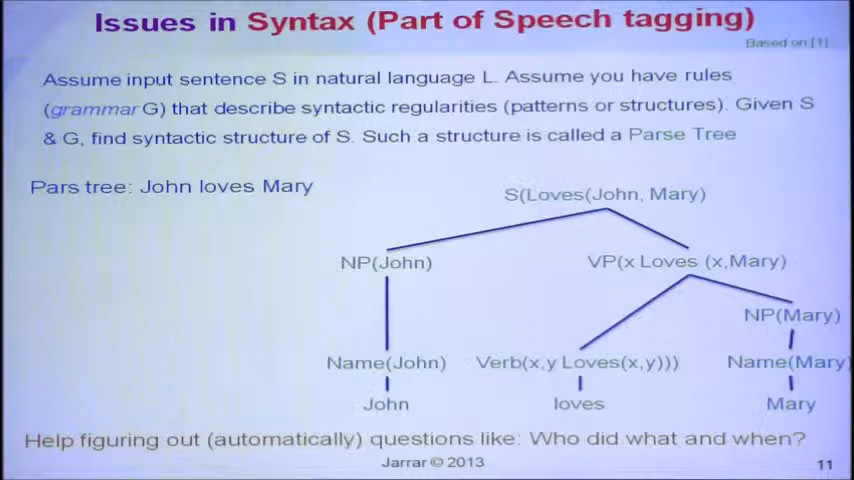 Issues in Syntax (Part of Speech tagging)
Based on [1]
Assume input sentence S in natural language L. Assume you have rules
(grammar G) that describe syntactic regularities (patterns or structures). Given S
& G, find syntactic structure of S. Such a structure is called a Parse Tree
Pars tree: John loves Mary
S(Loves(John, Mary)
NP(John)
VP(x Loves (x,Mary)
NP(Mary)
Name(John)
Verb(x,y Loves(x,y)))
Name(Mary)
John
loves
Mary
Help figuring out (automatically) questions like: Who did what and when?
Jarrar © 2013
11